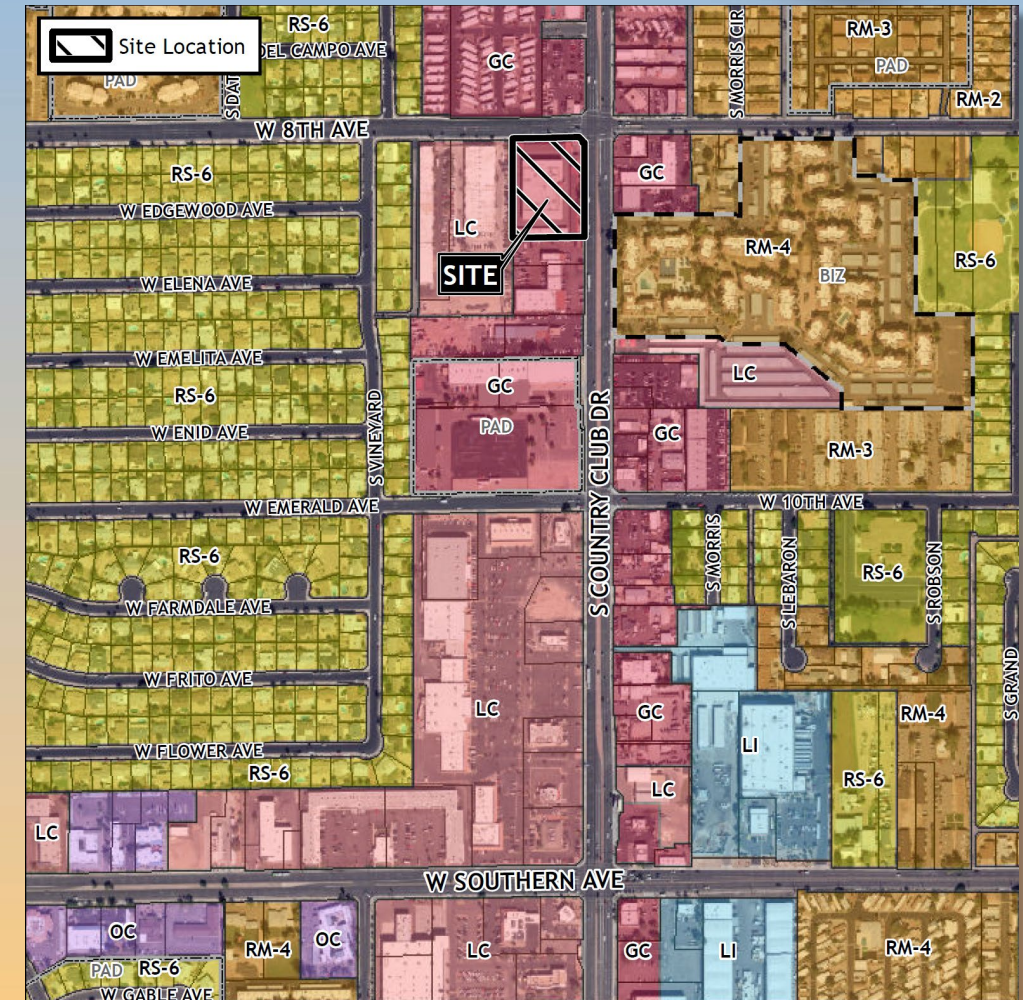 Site Location
RS-6
DEL CAMPO AVE
PAD
S DAT
GC
S MORRIS CIR
RM-3
PAD
RM-2
W 8TH AVE
RS-6
GC
W EDGEWOOD AVE
LC
RM-4
RS-6
SITE
BIZ
W ELENA AVE
W EMELITA AVE
LC
GC
RS-6
S VINEYARD
PAD
S COUNTRY CLUB DR
W ENID AVE
GC
RM-3
W EMERALD AVE
W 10TH AVE
RS-6
S MORRIS
S LEBARON
RS-6
S ROBSON
W FARMDALE AVE
W FRITO AVE
S GRAND
LC
GC
RM-4
W FLOWER AVE
LI
RS-6
RS-6
LC
LC
W SOUTHERN AVE
OC
RM-4
OC
LC
GC
LI
RM-4
PAD
RS-6
W GABLE AVE